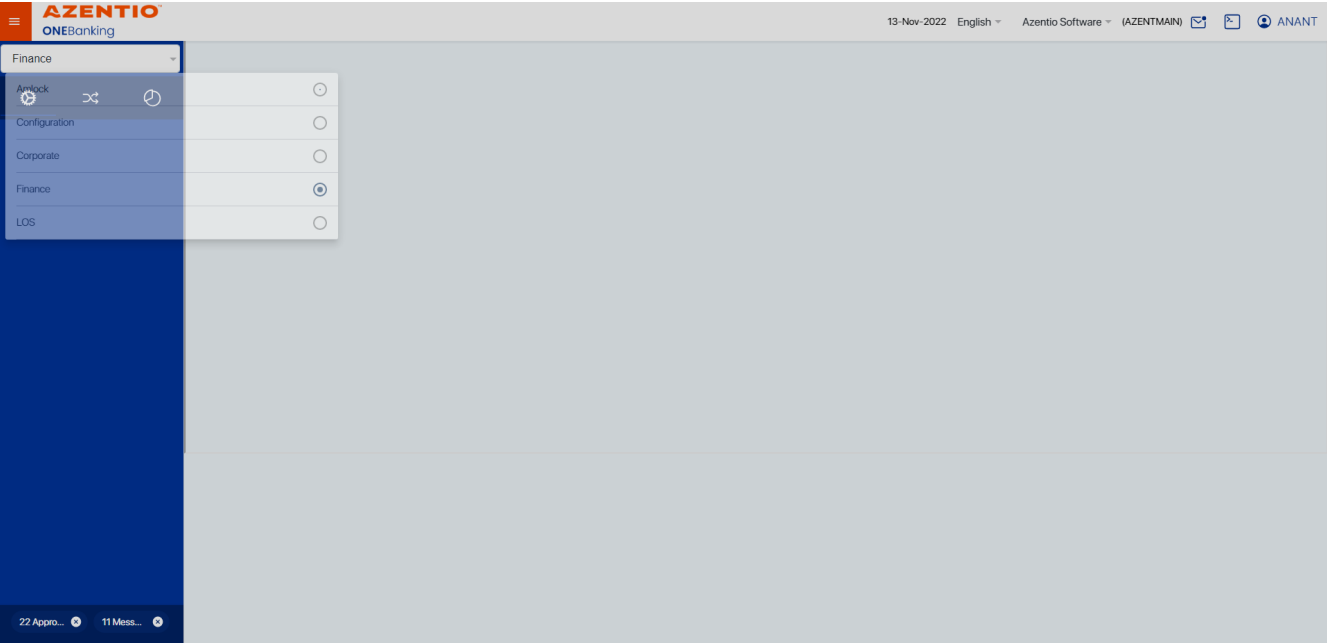 AZENTIO
ONEBanking
13-Nov-2022 English Azentio Software (AZENTMAIN) ANANT
Finance
Amlock
Configuration
Corporate
Finance
LOS
22 Appro... 11 Mess...